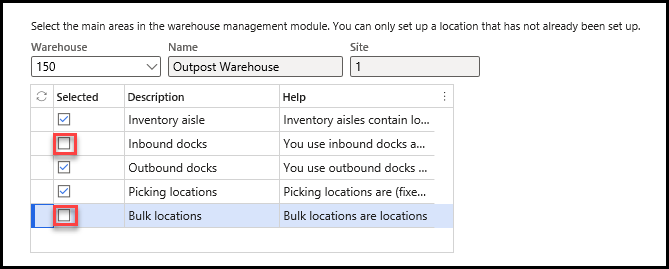 Select the main areas in the warehouse management module. You can only set up a location that has not already been set up.
Warehouse Name Site
150 Outpost Warehouse 1
Selected Description Help
Inventory aisle Inventory aisles contain lo...
Inbound docks You use inbound docks a...
Outbound docks You use outbound docks ...
Picking locations Picking locations are (fixe...
Bulk locations Bulk locations are locations